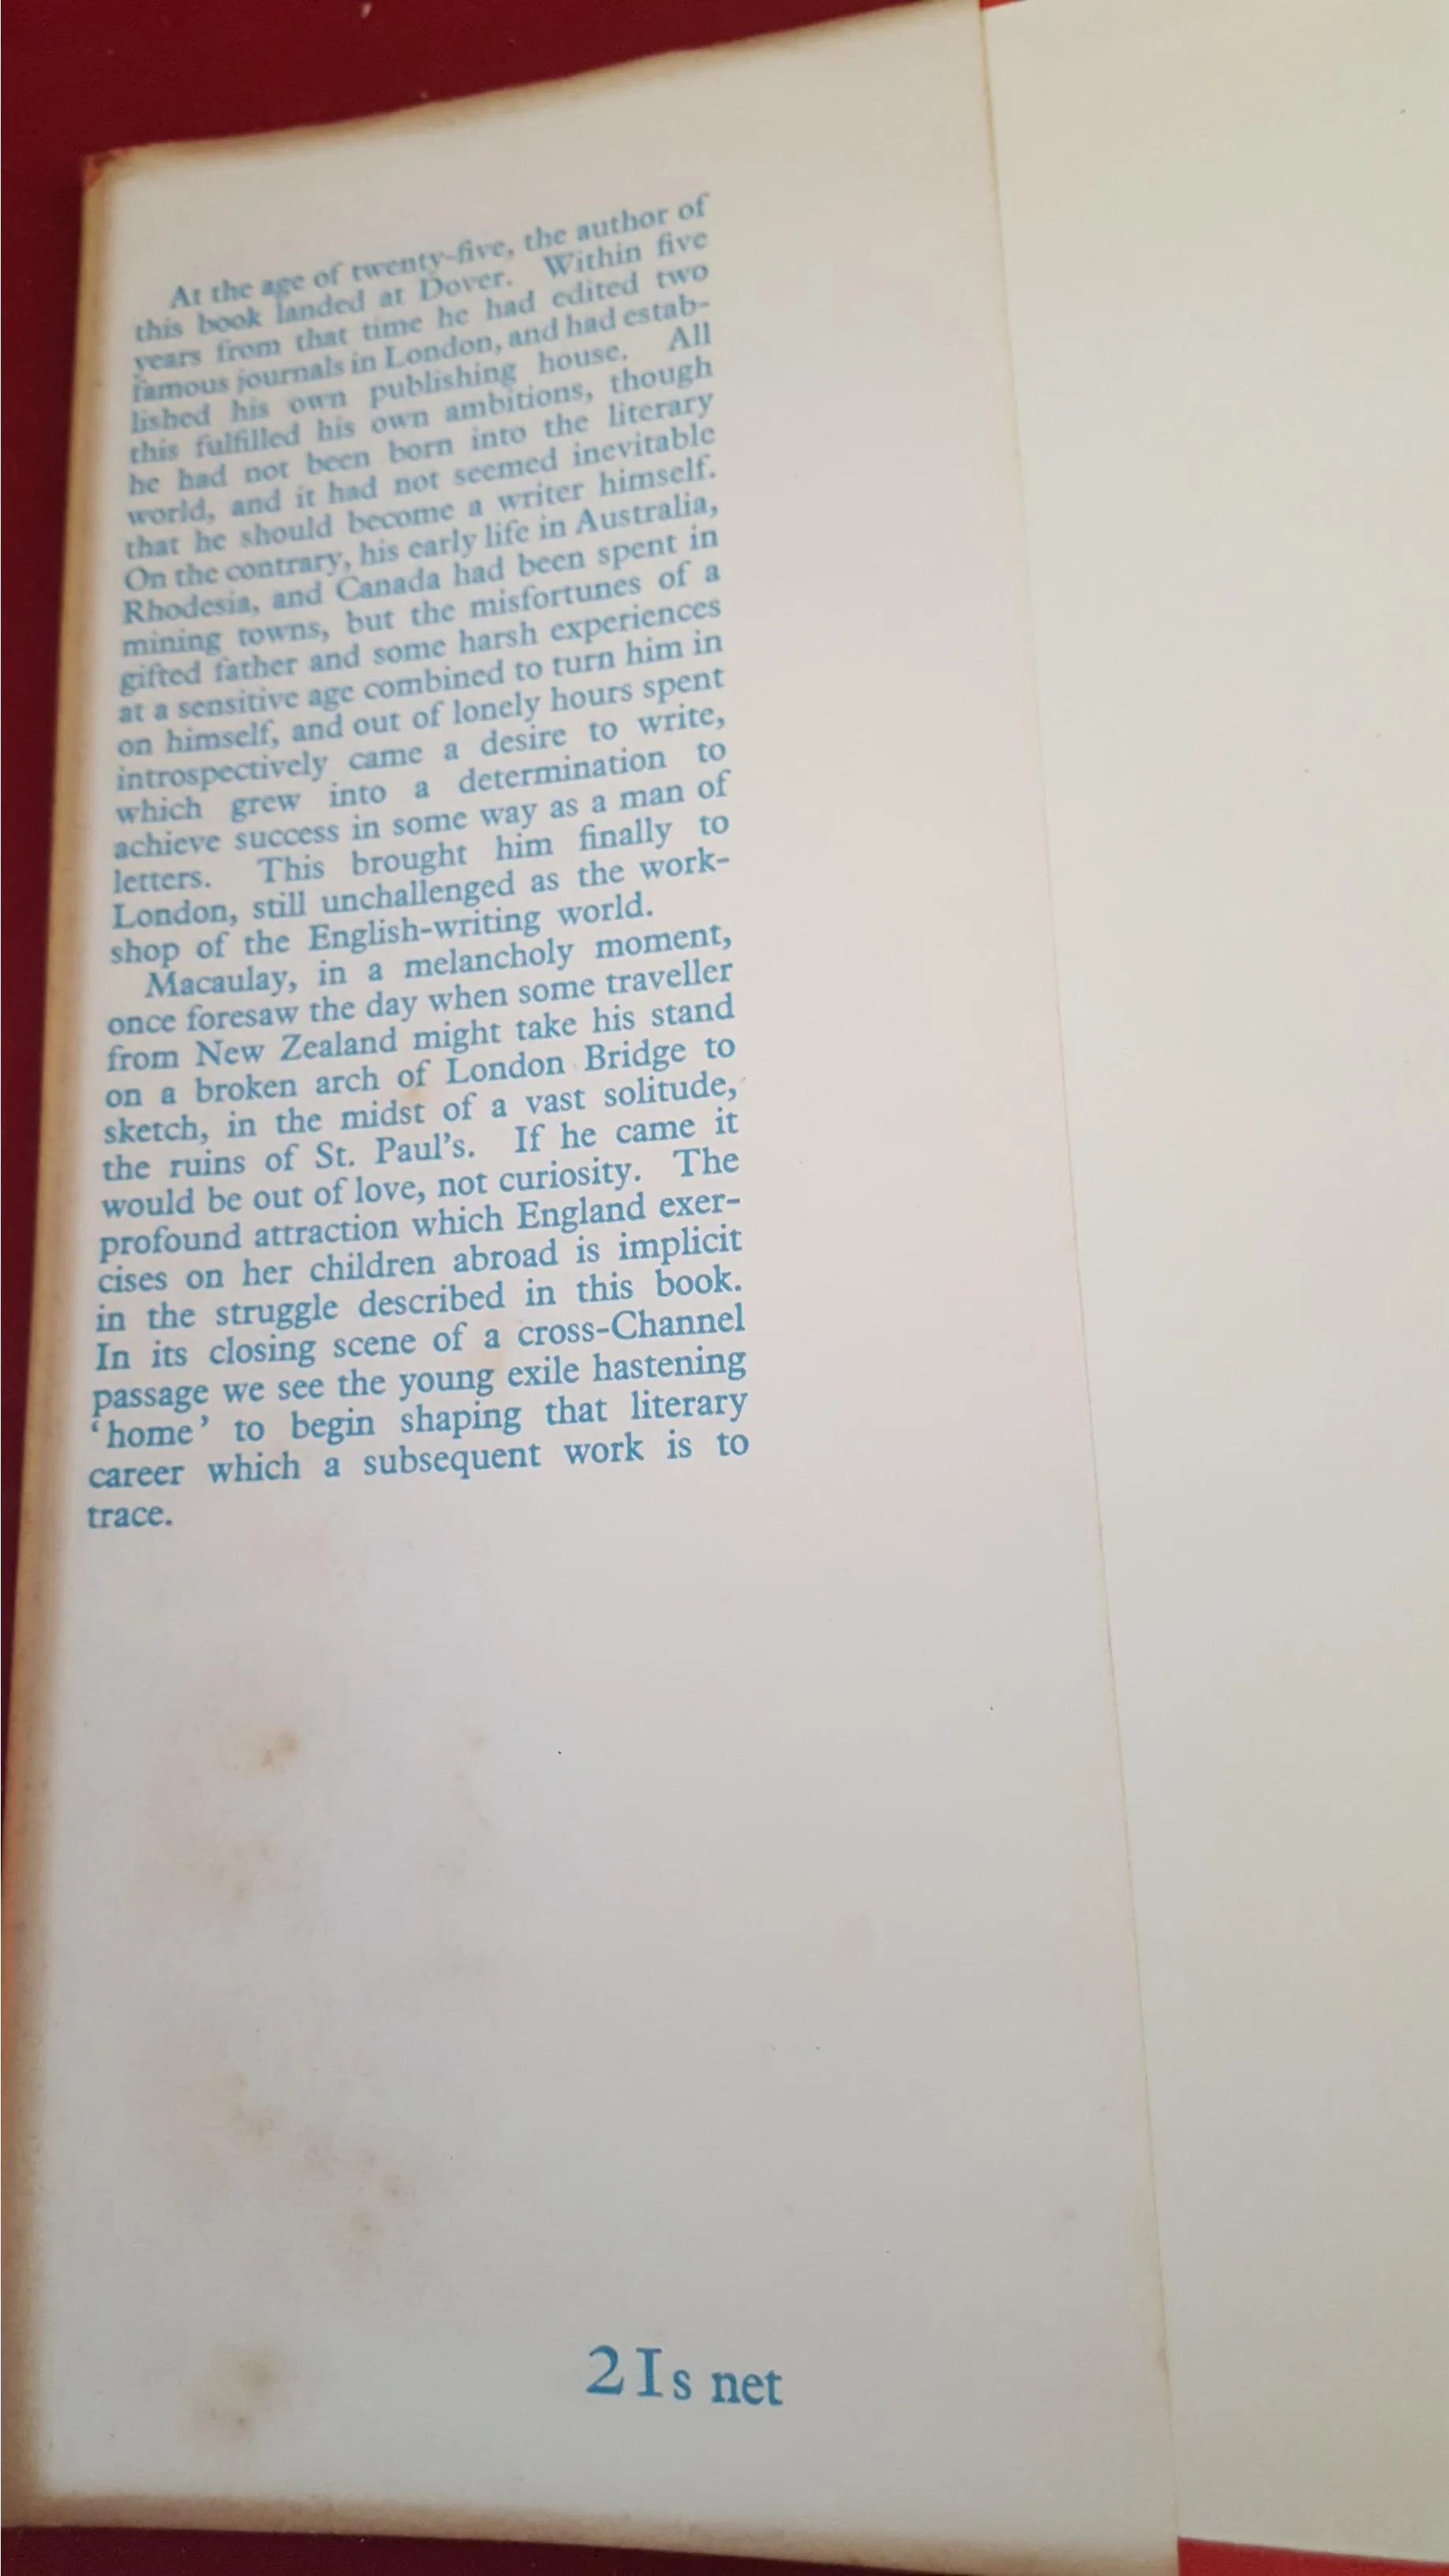 At the age of twenty-five, the author of
this book landed at Dover. Within five
years from that time he had edited two
famous journals in London, and had estab-
lished his own publishing house. All
this fulfilled his own ambitions, though
he had not been born into the literary
world, and it had not seemed inevitable
that he should become a writer himself.
On the contrary, his early life in Australia,
Rhodesia, and Canada had been spent in
mining towns, but the misfortunes of a
gifted father and some harsh experiences
at a sensitive age combined to turn him in
on himself, and out of lonely hours spent
introspectively came a desire to write,
which grew into a determination to
achieve success in some way as a man of
letters. This brought him finally to
London, still unchallenged as the work-
shop of the English-writing world.
Macaulay, in a melancholy moment,
once foresaw the day when some traveller
from New Zealand might take his stand
on a broken arch of London Bridge to
sketch, in the midst of a vast solitude,
the ruins of St. Paul's. If he came it
would be out of love, not curiosity. The
profound attraction which England exer-
cises on her children abroad is implicit
in the struggle described in this book.
In its closing scene of a cross-Channel
passage we see the young exile hastening
‘home’ to begin shaping that literary
career which a subsequent work is to
trace.
21s net